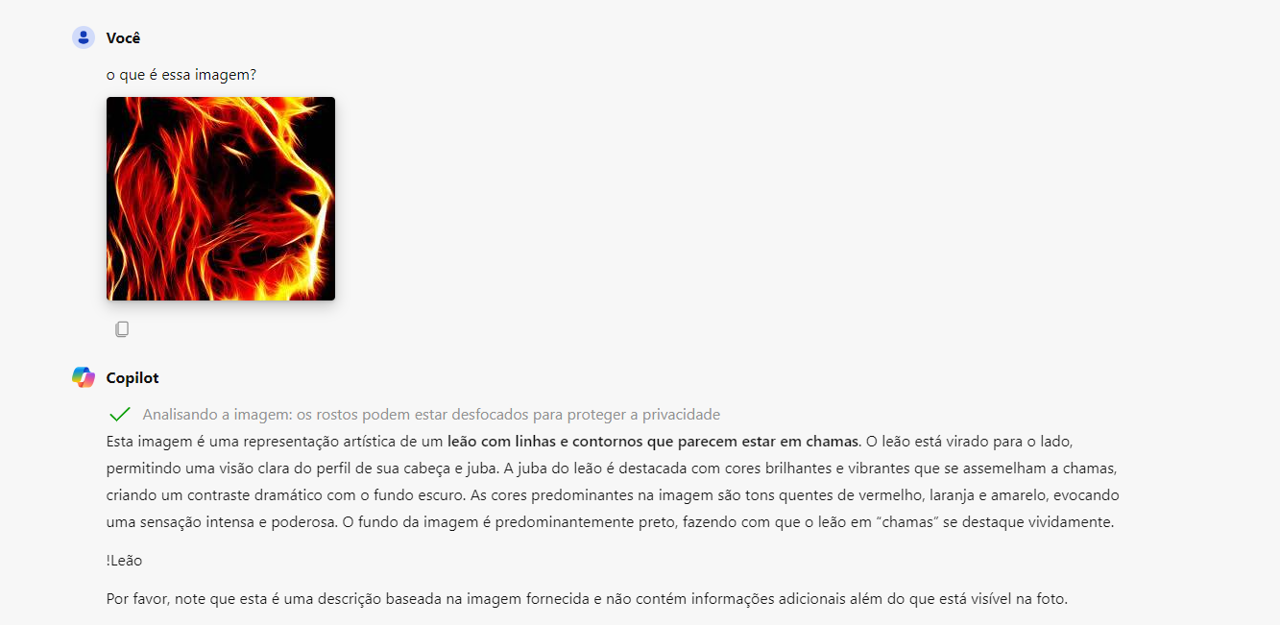 Você
o que é essa imagem?
Copilot
Analisando a imagem: os rostos podem estar desfocados para proteger a privacidade
Esta imagem é uma representação artística de um leão com linhas e contornos que parecem estar em chamas. O leão está virado para o lado,
permitindo uma visão clara do perfil de sua cabeça e juba. A juba do leão é destacada com cores brilhantes e vibrantes que se assemelham a chamas,
criando um contraste dramático com o fundo escuro. As cores predominantes na imagem são tons quentes de vermelho, laranja e amarelo, evocando
uma sensação intensa e poderosa. O fundo da imagem é predominantemente preto, fazendo com que o leão em “chamas” se destaque vividamente.
!Leão
Por favor, note que esta é uma descrição baseada na imagem fornecida e não contém informações adicionais além do que está visível na foto.